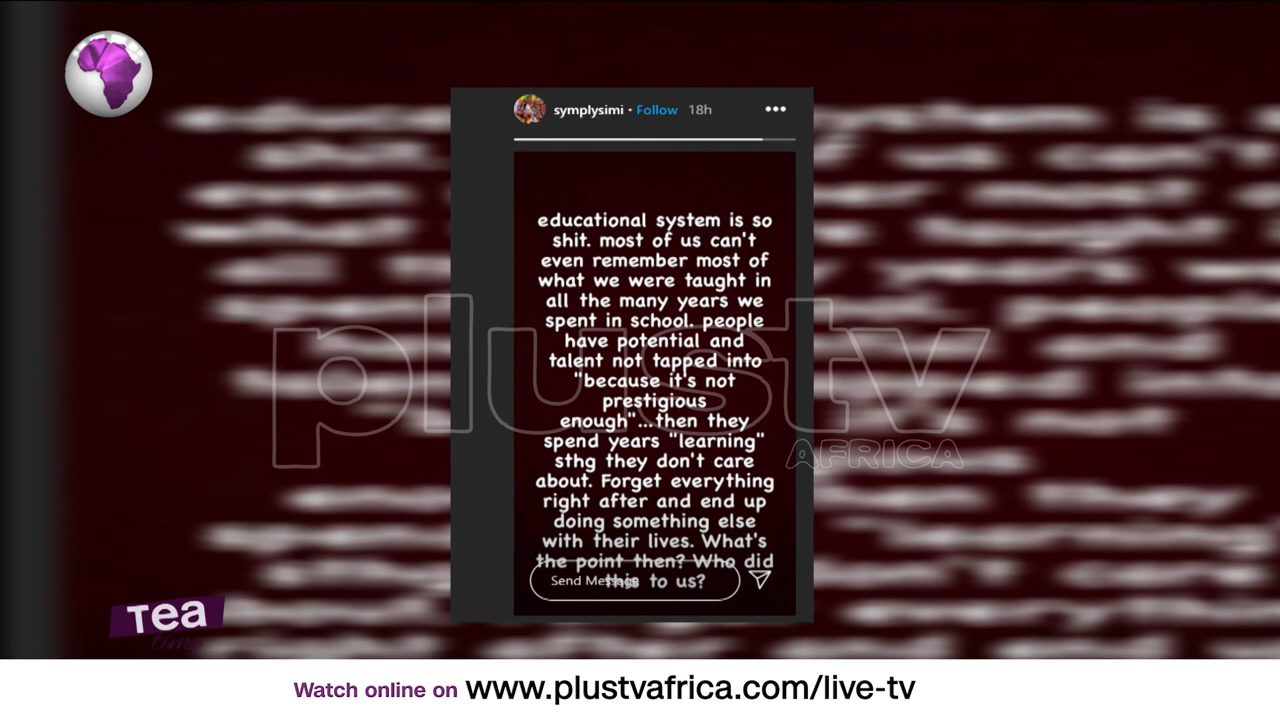 symplysimi • Follow 18h
educational system is so
shit. most of us can't
even remember most of
what we were taught in
all the many years we
spent in school. people
have potential and
talent not tapped into
"because it's not
prestigious
enough"...then they
spend years "learning"
sthg they don't care
about. Forget everything
right after and end up
doing something else
with their lives. What's
the point then? Who did
this to us?
Send Message
plustv
AFRICA
Tea
time
Watch online on www.plustvafrica.com/live-tv